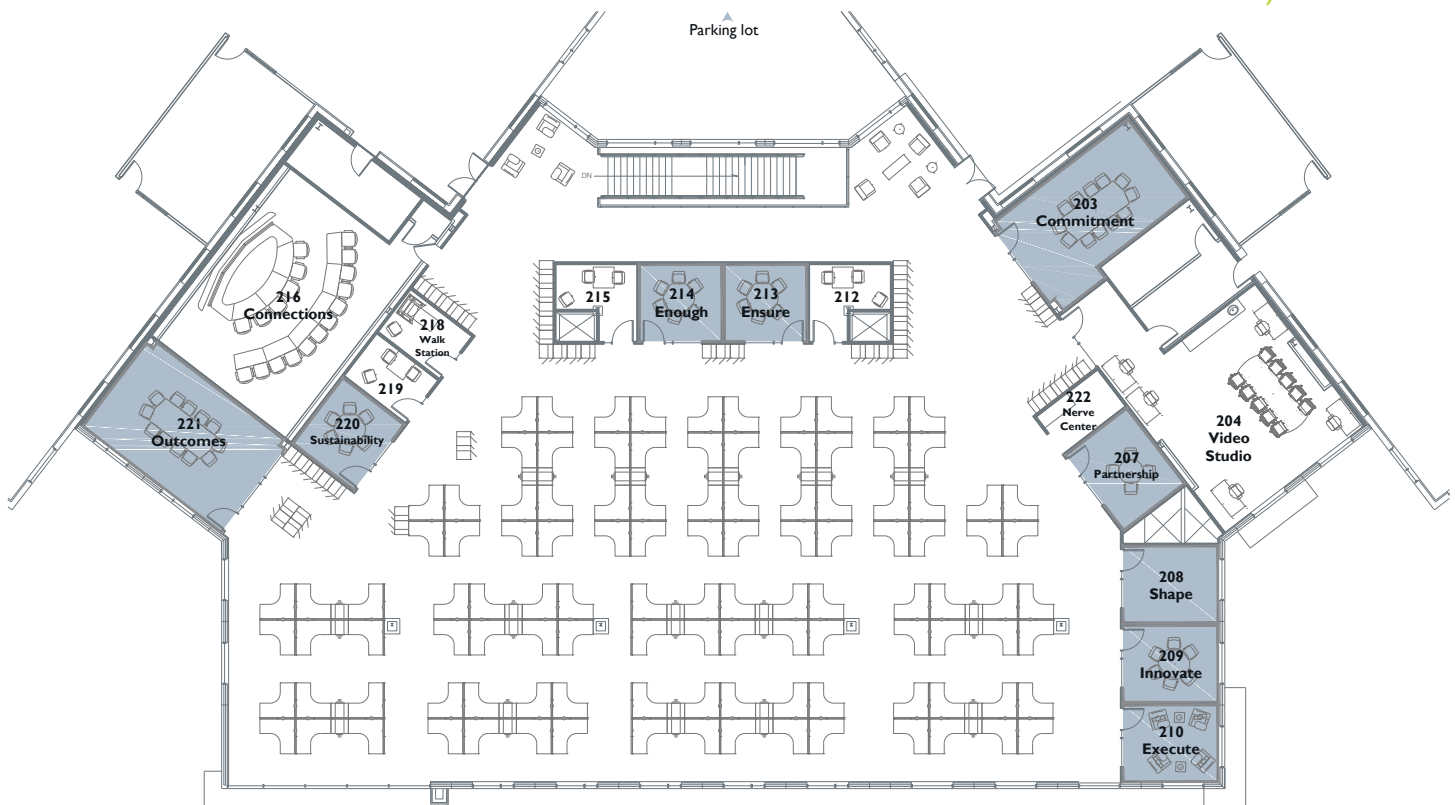 Parking lot
DN
203
Commitment
215
214
Enough
213
Ensure
212
216
Connections
218
Walk
Station
219
220
Sustainability
221
Outcomes
222
Nerve
Center
204
Video
Studio
207
Partnership
208
Shape
209
Innovate
210
Execute